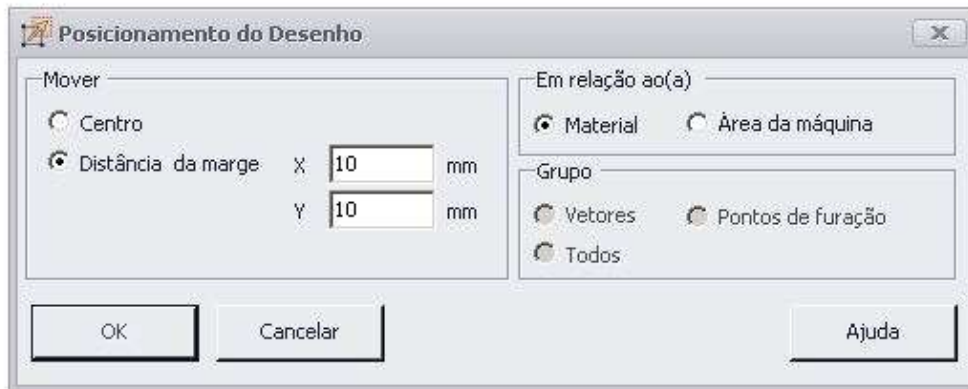 Posicionamento do Desenho
Mover
Centro
Distância da marge X 10 mm
Y 10 mm
Em relação ao(a)
Material Área da máquina
Grupo
Vetores Pontos de furação
Todos
OK Cancelar Ajuda